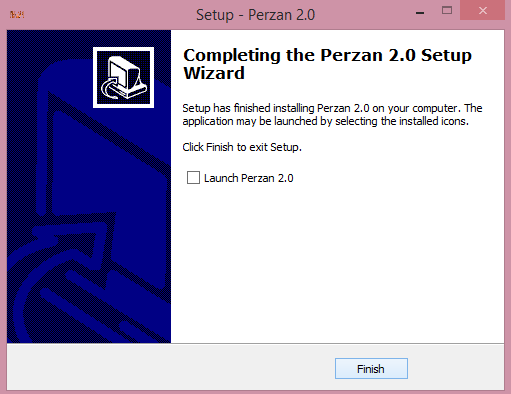 Setup - Perzan 2.0
Completing the Perzan 2.0 Setup
Wizard
Setup has finished installing Perzan 2.0 on your computer. The
application may be launched by selecting the installed icons.
Click Finish to exit Setup.
Launch Perzan 2.0
Finish